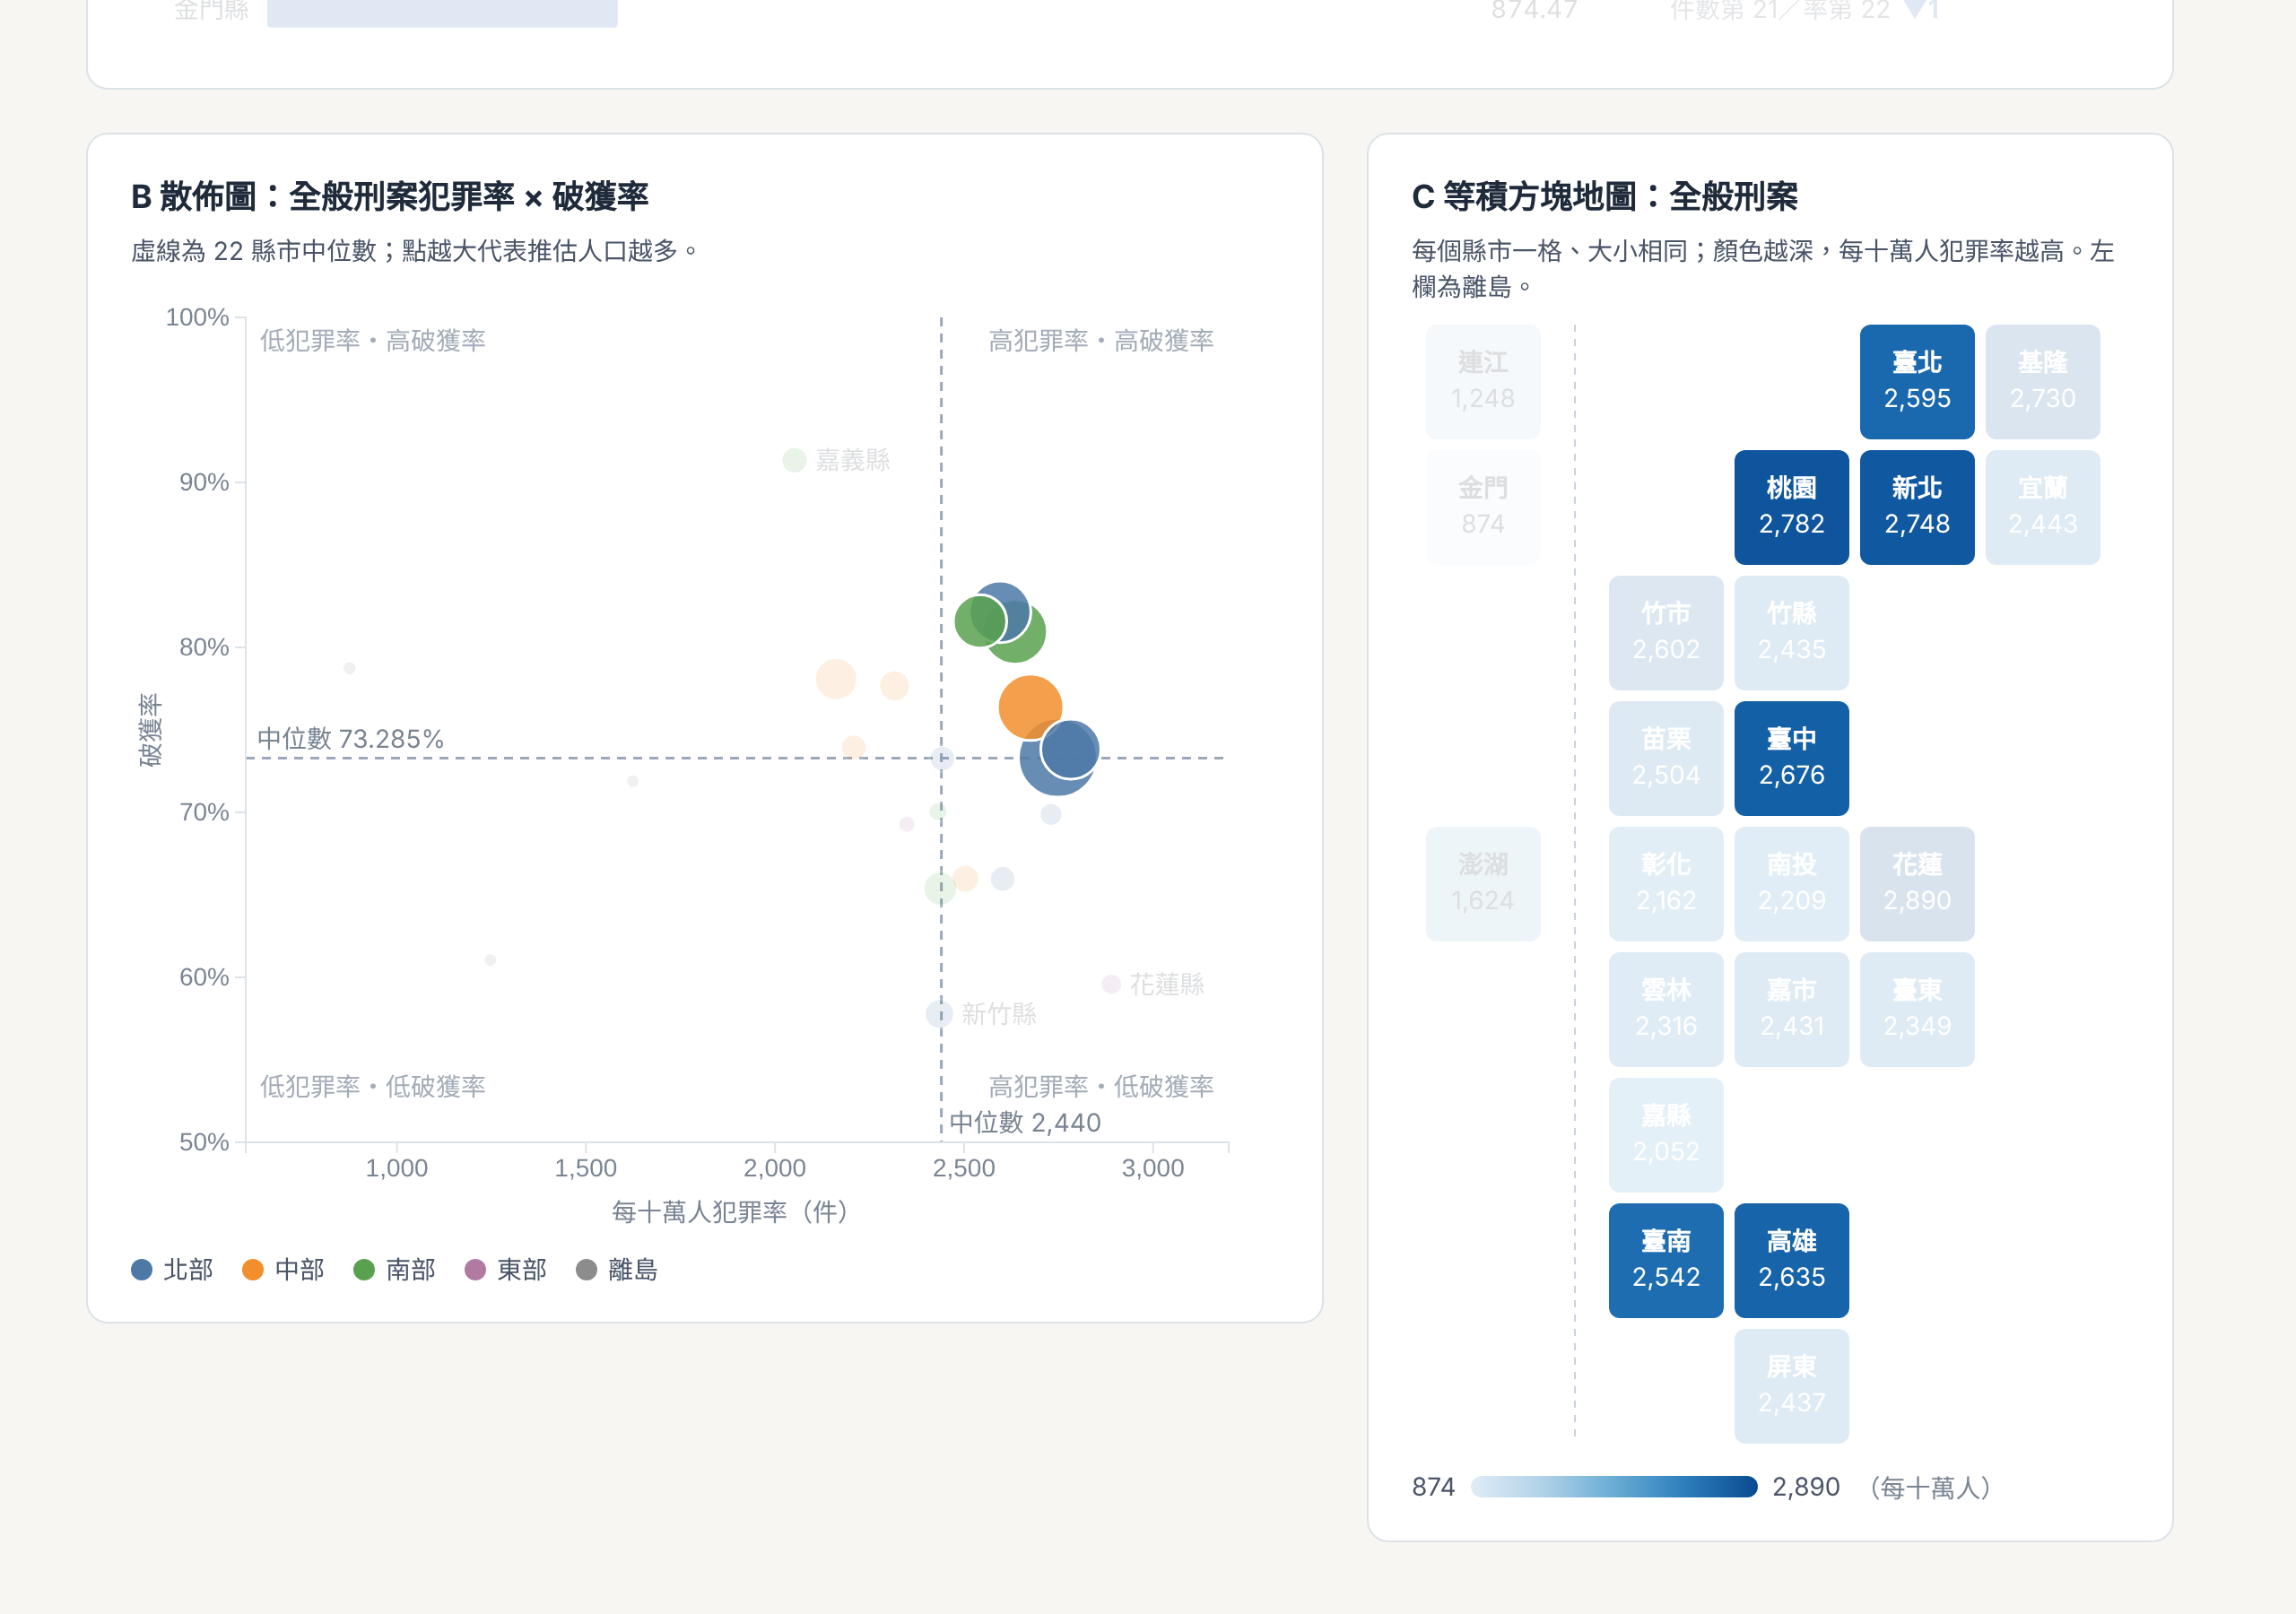 金門縣 874.47 件數第 21／率第 22 ▼1
B 散佈圖：全般刑案犯罪率 × 破獲率
虛線為 22 縣市中位數；點越大代表推估人口越多。
100%
90%
80%
70%
60%
50%
破獲率
低犯罪率・高破獲率
高犯罪率・高破獲率
嘉義縣
中位數 73.285%
花蓮縣
新竹縣
低犯罪率・低破獲率
高犯罪率・低破獲率
中位數 2,440
1,000 1,500 2,000 2,500 3,000
每十萬人犯罪率（件）
北部 中部 南部 東部 離島
C 等積方塊地圖：全般刑案
每個縣市一格、大小相同；顏色越深，每十萬人犯罪率越高。左
欄為離島。
連江 臺北 基隆
1,248 2,595 2,730
金門 桃園 新北 宜蘭
874 2,782 2,748 2,443
竹市 竹縣
2,602 2,435
苗栗 臺中
2,504 2,676
澎湖 彰化 南投 花蓮
1,624 2,162 2,209 2,890
雲林 嘉市 臺東
2,316 2,431 2,349
嘉縣
2,052
臺南 高雄
2,542 2,635
屏東
2,437
874 2,890 （每十萬人）